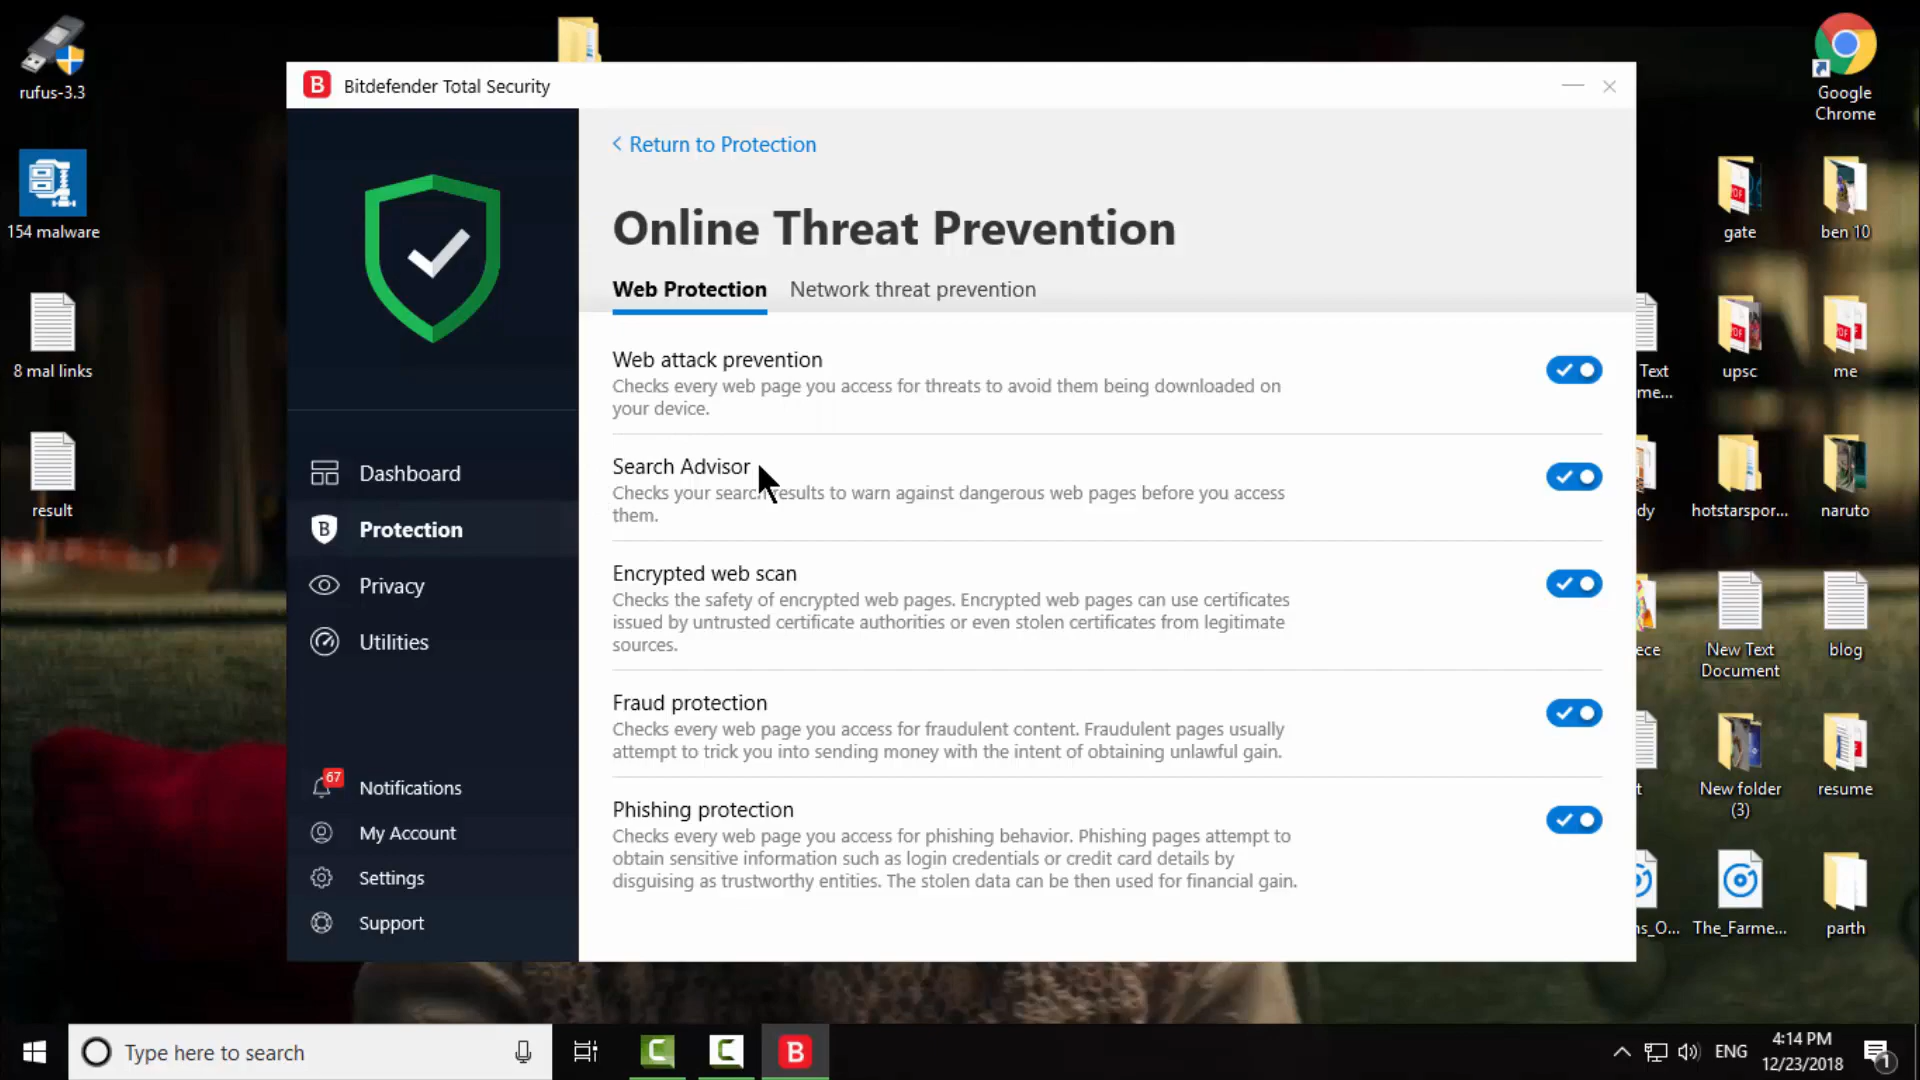 rufus-3.3
154 malware
8 mal links
result
B Bitdefender Total Security
Dashboard
B Protection
Privacy
Utilities
67
Notifications
My Account
Settings
Support
< Return to Protection
Online Threat Prevention
Web Protection Network threat prevention
Web attack prevention
Checks every web page you access for threats to avoid them being downloaded on
your device.
Search Advisor
Checks your search results to warn against dangerous web pages before you access
them.
Encrypted web scan
Checks the safety of encrypted web pages. Encrypted web pages can use certificates
issued by untrusted certificate authorities or even stolen certificates from legitimate
sources.
Fraud protection
Checks every web page you access for fraudulent content. Fraudulent pages usually
attempt to trick you into sending money with the intent of obtaining unlawful gain.
Phishing protection
Checks every web page you access for phishing behavior. Phishing pages attempt to
obtain sensitive information such as login credentials or credit card details by
disguising as trustworthy entities. The stolen data can be then used for financial gain.
Google
Chrome
gate
ben 10
Text
me...
upsc
me
dy
hotstarspor...
naruto
ece
New Text
Document
blog
t
New folder
(3)
resume
ns_O...
The_Farme...
parth
Type here to search
C
C
B
ENG
4:14 PM
12/23/2018
1